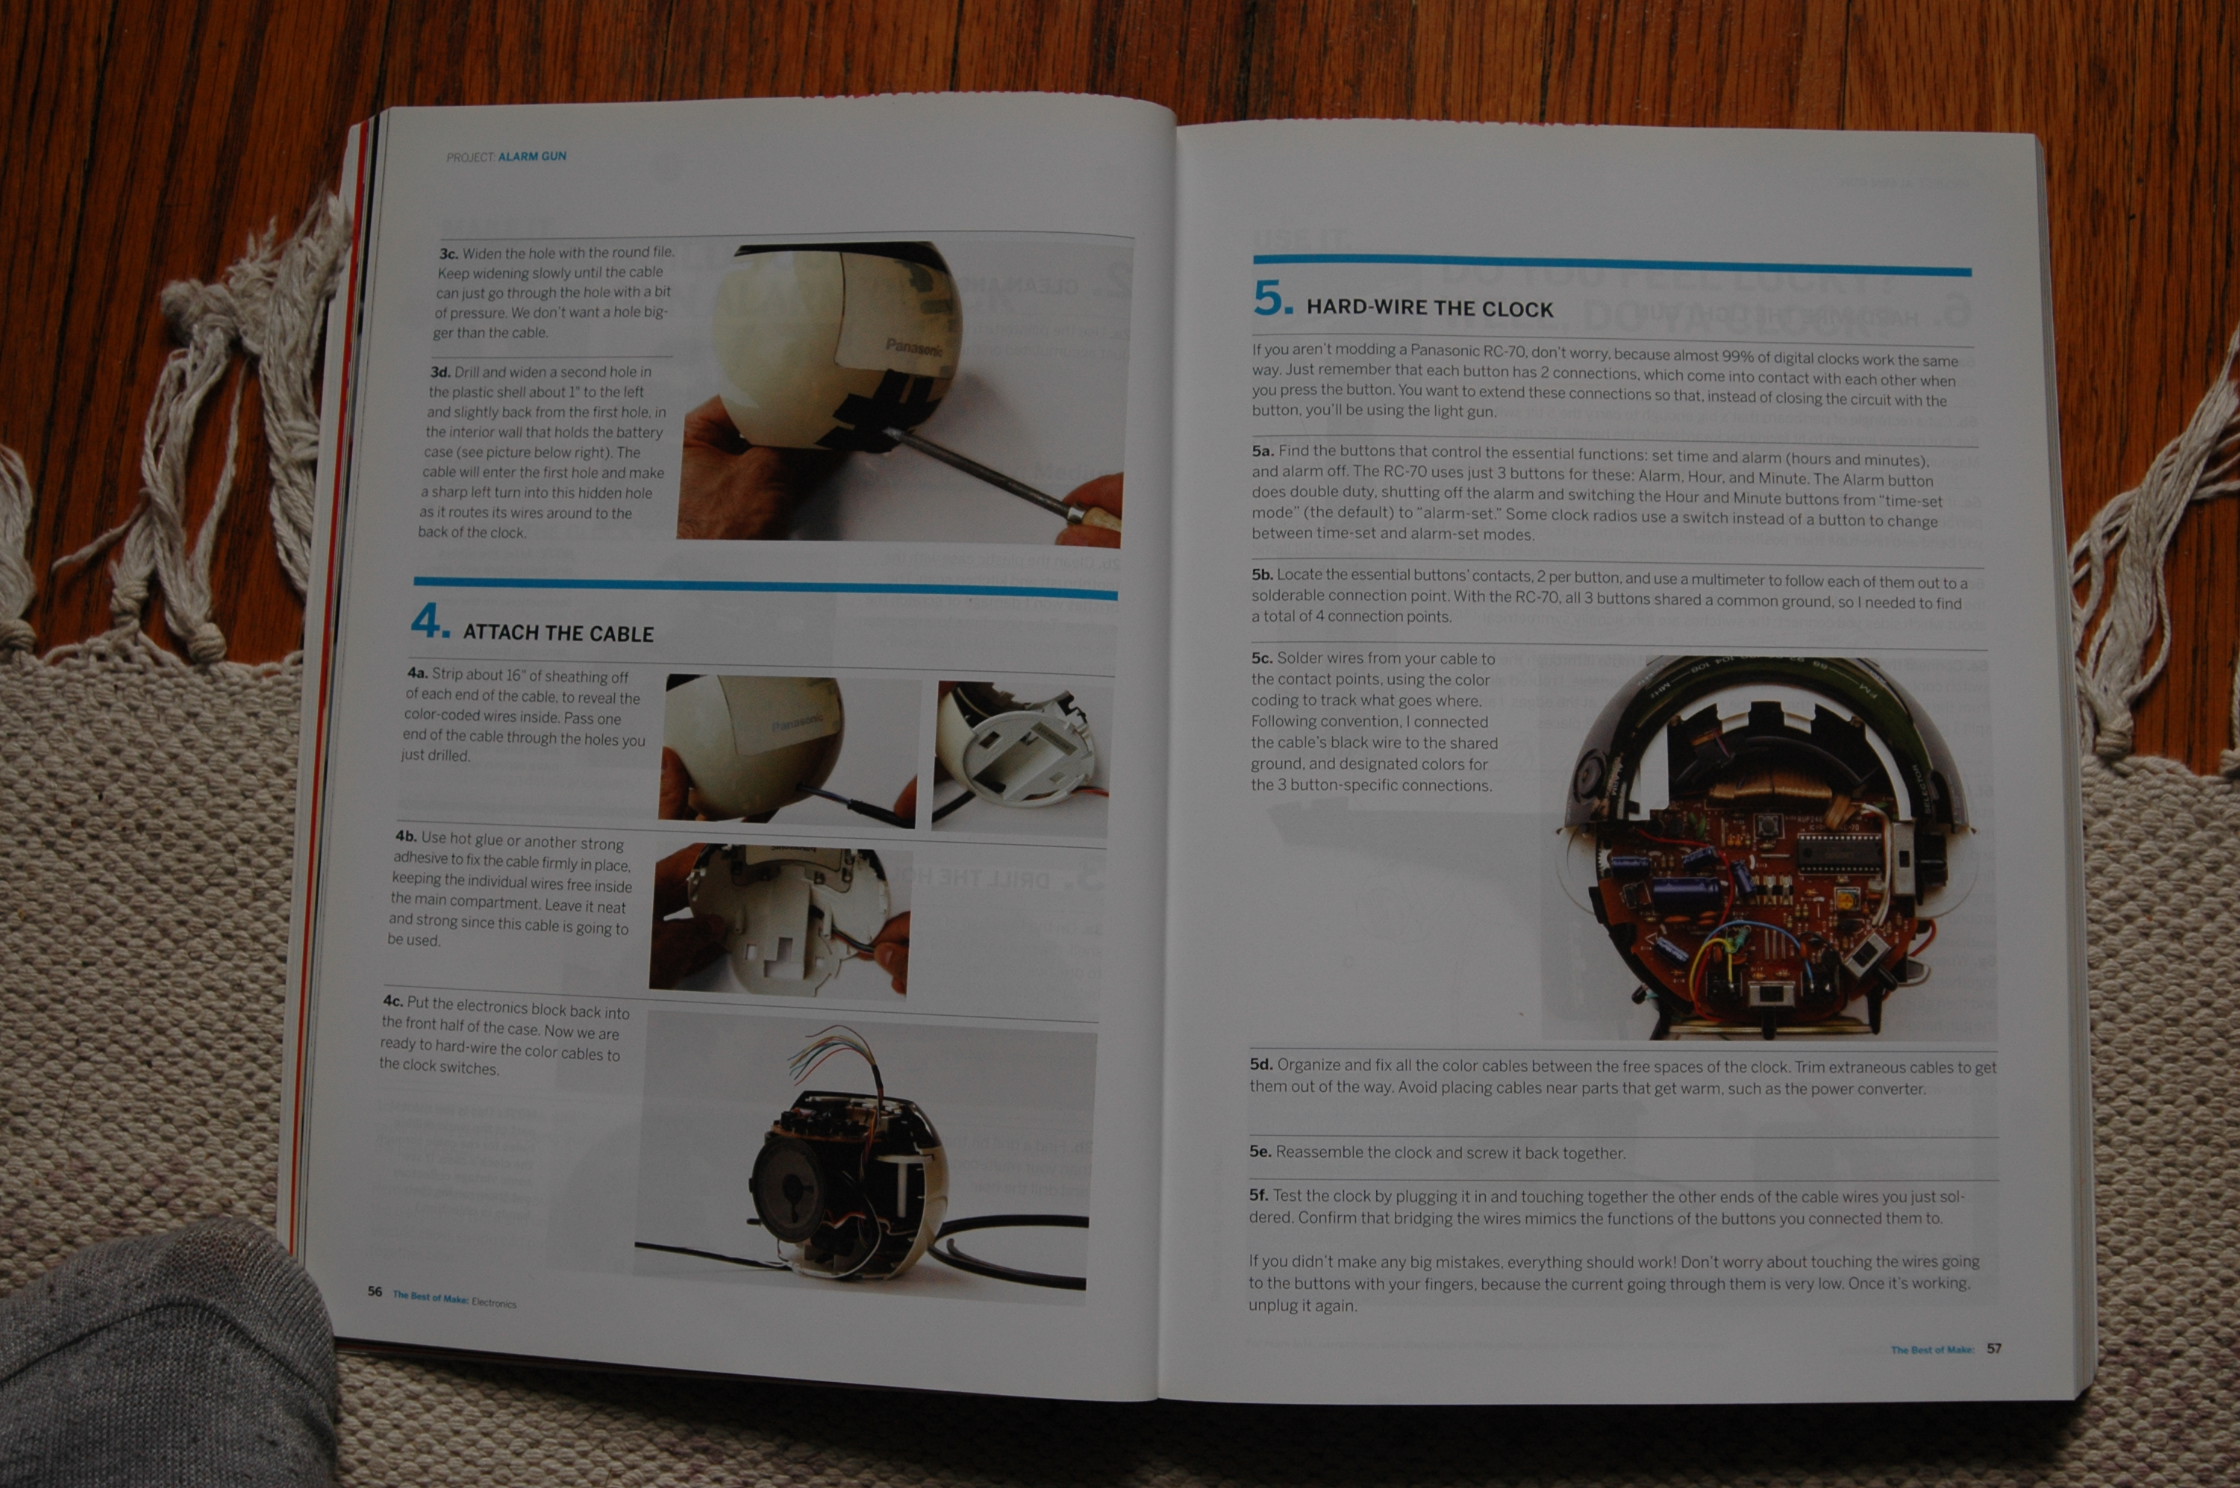 PROJECT: ALARM GUN
3c. Widen the hole with the round file.
Keep widening slowly until the cable
can just go through the hole with a bit
of pressure. We don't want a hole big-
ger than the cable.
3d. Drill and widen a second hole in
the plastic shell about 1" to the left
and slightly back from the first hole, in
the interior wall that holds the battery
case (see picture below right). The
cable will enter the first hole and make
a sharp left turn into this hidden hole
as it routes its wires around to the
back of the clock.
Panasonic
4. ATTACH THE CABLE
4a. Strip about 16" of sheathing off
of each end of the cable, to reveal the
color-coded wires inside. Pass one
end of the cable through the holes you
just drilled.
Panasonic
4b. Use hot glue or another strong
adhesive to fix the cable firmly in place,
keeping the individual wires free inside
the main compartment. Leave it neat
and strong since this cable is going to
be used.
4c. Put the electronics block back into
the front half of the case. Now we are
ready to hard-wire the color cables to
the clock switches.
56 The Best of Make: Electronics
5. HARD-WIRE THE CLOCK
If you aren't modding a Panasonic RC-70, don't worry, because almost 99% of digital clocks work the same
way. Just remember that each button has 2 connections, which come into contact with each other when
you press the button. You want to extend these connections so that, instead of closing the circuit with the
button, you'll be using the light gun.
5a. Find the buttons that control the essential functions: set time and alarm (hours and minutes),
and alarm off. The RC-70 uses just 3 buttons for these: Alarm, Hour, and Minute. The Alarm button
does double duty, shutting off the alarm and switching the Hour and Minute buttons from "time-set
mode" (the default) to "alarm-set." Some clock radios use a switch instead of a button to change
between time-set and alarm-set modes.
5b. Locate the essential buttons' contacts, 2 per button, and use a multimeter to follow each of them out to a
solderable connection point. With the RC-70, all 3 buttons shared a common ground, so I needed to find
a total of 4 connection points.
5c. Solder wires from your cable to
the contact points, using the color
coding to track what goes where.
Following convention, I connected
the cable's black wire to the shared
ground, and designated colors for
the 3 button-specific connections.
5d. Organize and fix all the color cables between the free spaces of the clock. Trim extraneous cables to get
them out of the way. Avoid placing cables near parts that get warm, such as the power converter.
5e. Reassemble the clock and screw it back together.
5f. Test the clock by plugging it in and touching together the other ends of the cable wires you just sol-
dered. Confirm that bridging the wires mimics the functions of the buttons you connected them to.
If you didn't make any big mistakes, everything should work! Don't worry about touching the wires going
to the buttons with your fingers, because the current going through them is very low. Once it's working,
unplug it again.
The Best of Make: 57